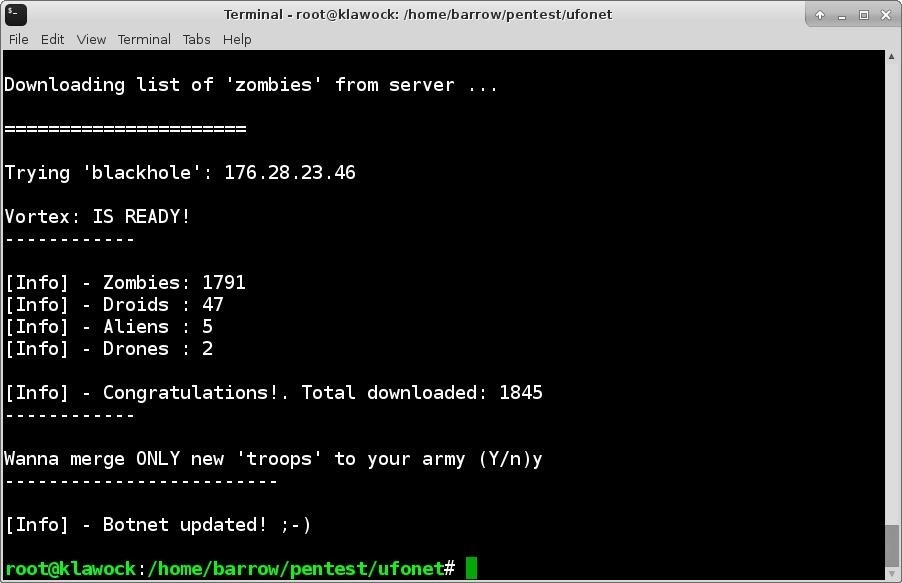 Terminal - root@klawock: /home/barrow/pentest/ufonet
File Edit View Terminal Tabs Help
Downloading list of 'zombies' from server ...
======================
Trying 'blackhole': 176.28.23.46
Vortex: IS READY!
------------
[Info] - Zombies: 1791
[Info] - Droids : 47
[Info] - Aliens : 5
[Info] - Drones : 2
[Info] - Congratulations!. Total downloaded: 1845
------------
Wanna merge ONLY new 'troops' to your army (Y/n)y
-------------------------
[Info] - Botnet updated! ;-)
root@klawock:/home/barrow/pentest/ufonet#